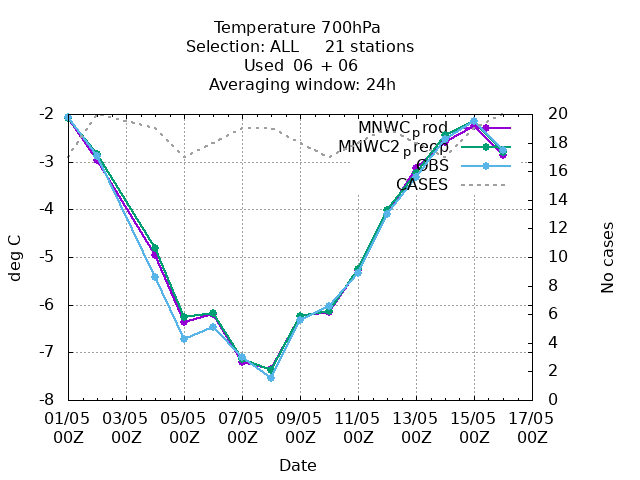 Temperature 700hPa
Selection: ALL 21 stations
Used 06 + 06
Averaging window: 24h
-2
-3
-4
-5
-6
-7
-8
deg C
20
18
16
14
12
10
8
6
4
2
0
No cases
MNWCprod
MNWC2preop
OBS
CASES
01/05 03/05 05/05 07/05 09/05 11/05 13/05 15/05 17/05
00Z 00Z 00Z 00Z 00Z 00Z 00Z 00Z 00Z
Date